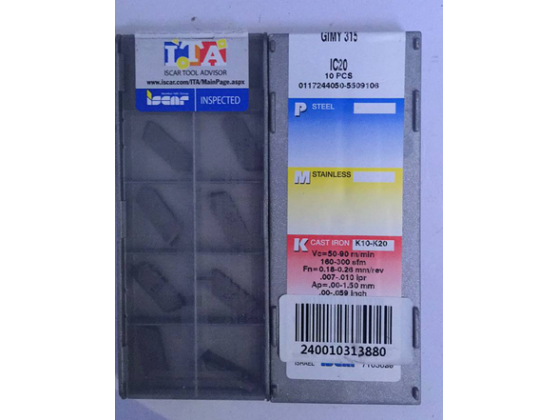 ITA
ISCAR TOOL ADVISOR
www.iscar.com/ITA/MainPage.aspx
iscar
INSPECTED
GIMY 315
IC20
10 PCS
0117244050-5509106
P STEEL
M STAINLESS
K CAST IRON K10-K20
Vc=50-90 m/min
160-300 sfm
Fn=0.18-0.26 mm/rev
.007-.010 ipr
Ap=.00-1.50 mm
.00-.059 inch
240010313880
ISRAEL